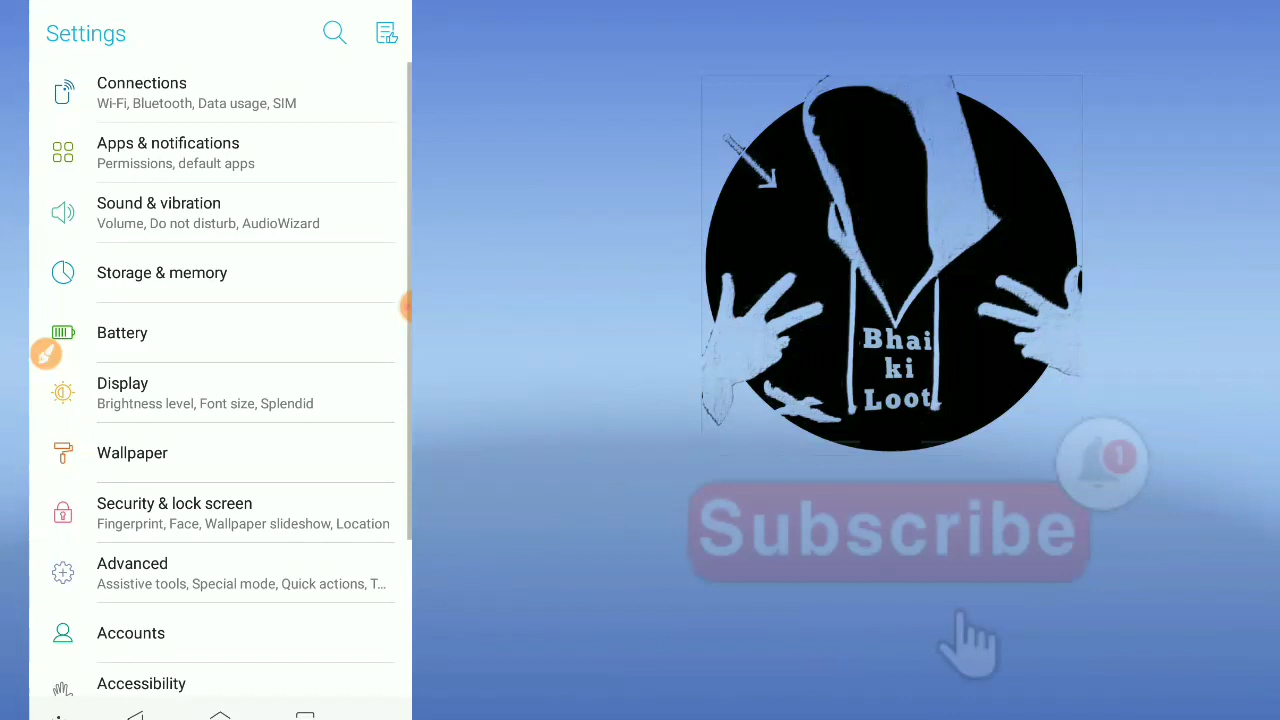 Settings
Connections
Wi-Fi, Bluetooth, Data usage, SIM
Apps & notifications
Permissions, default apps
Sound & vibration
Volume, Do not disturb, AudioWizard
Storage & memory
Battery
Display
Brightness level, Font size, Splendid
Wallpaper
Security & lock screen
Fingerprint, Face, Wallpaper slideshow, Location
Advanced
Assistive tools, Special mode, Quick actions, T...
Accounts
Accessibility
Bhai
ki
Loot
1
Subscribe